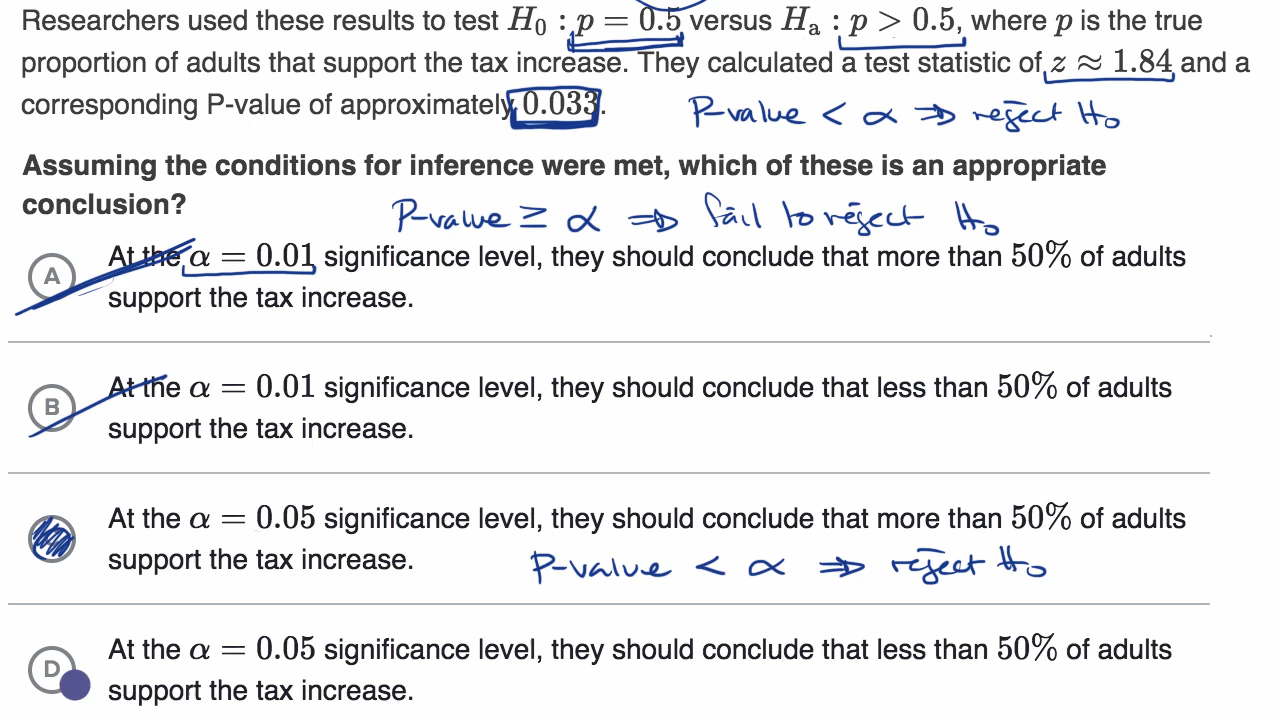 Researchers used these results to test H₀ : p = 0.5 versus Hₐ : p > 0.5, where p is the true
proportion of adults that support the tax increase. They calculated a test statistic of z ≈ 1.84 and a
corresponding P-value of approximately 0.033.
P-value < α ⇒ reject H₀
Assuming the conditions for inference were met, which of these is an appropriate
conclusion?
P-value ≥ α ⇒ fail to reject H₀
A At the α = 0.01 significance level, they should conclude that more than 50% of adults
support the tax increase.
B At the α = 0.01 significance level, they should conclude that less than 50% of adults
support the tax increase.
At the α = 0.05 significance level, they should conclude that more than 50% of adults
support the tax increase.
P-value < α ⇒ reject H₀
D At the α = 0.05 significance level, they should conclude that less than 50% of adults
support the tax increase.